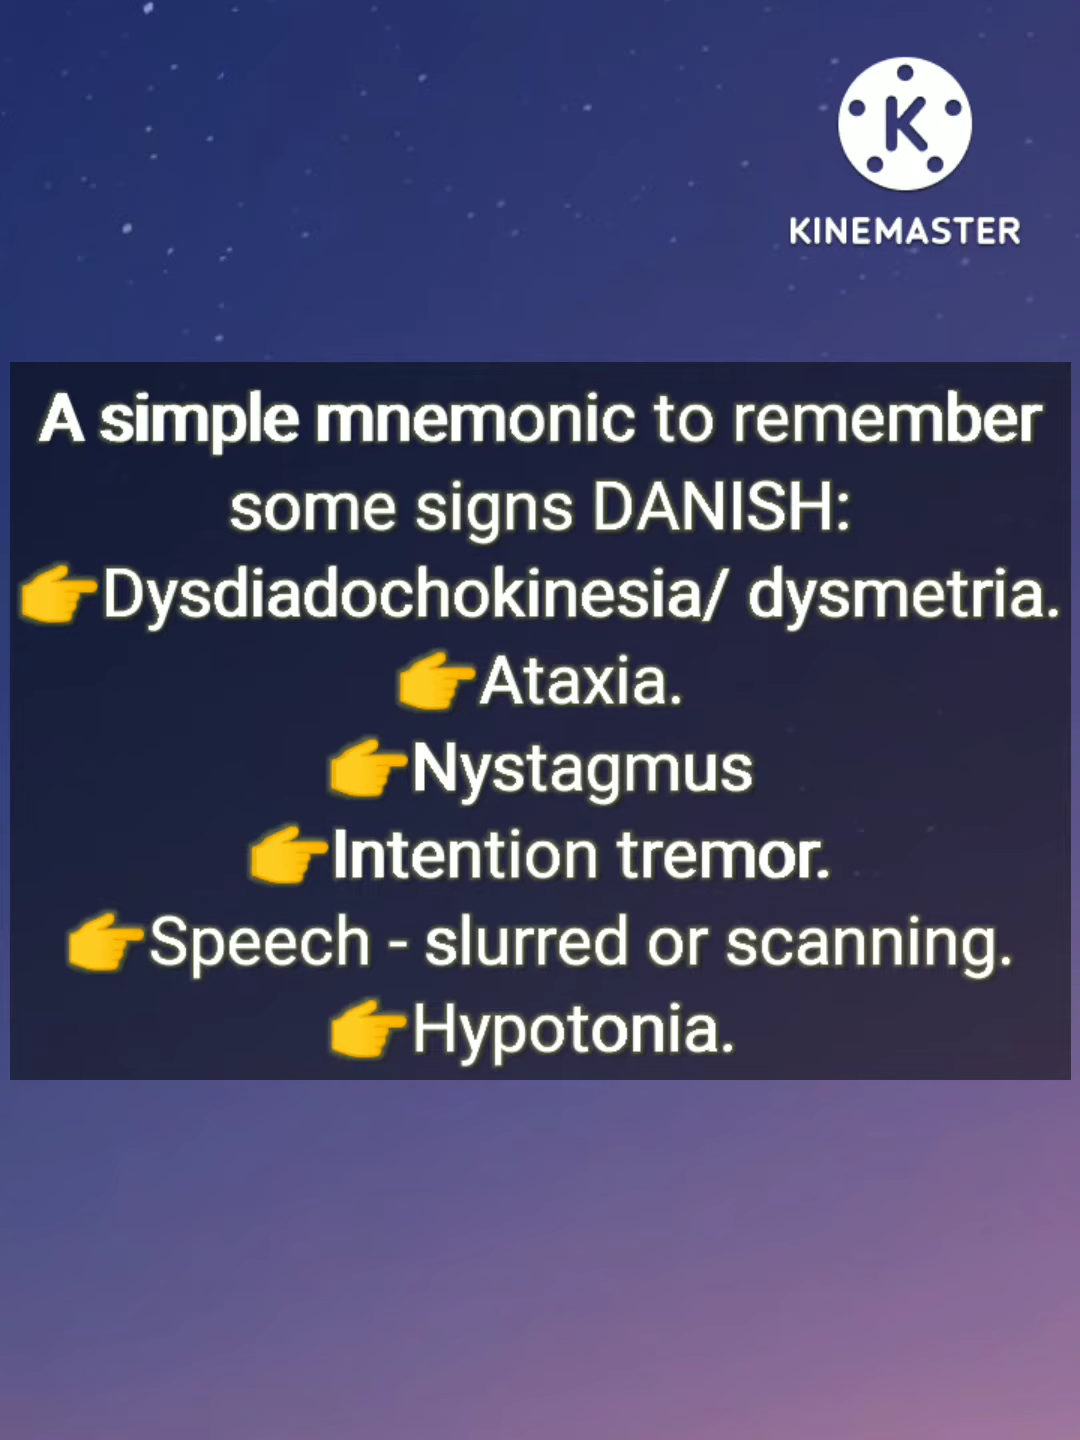 K
KINEMASTER
A simple mnemonic to remember
some signs DANISH:
👉Dysdiadochokinesia/ dysmetria.
👉Ataxia.
👉Nystagmus
👉Intention tremor.
👉Speech - slurred or scanning.
👉Hypotonia.